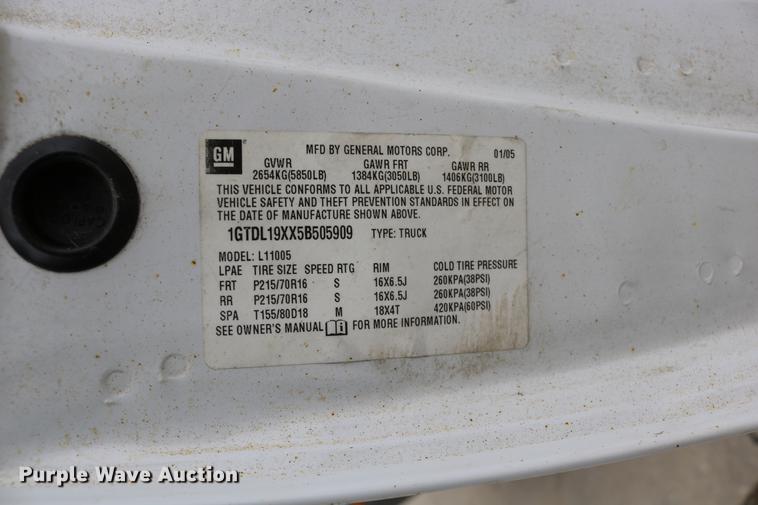 GM
MFD BY GENERAL MOTORS CORP. 01/05
GVWR GAWR FRT GAWR RR
2654KG(5850LB) 1384KG(3050LB) 1406KG(3100LB)
THIS VEHICLE CONFORMS TO ALL APPLICABLE U.S. FEDERAL MOTOR
VEHICLE SAFETY AND THEFT PREVENTION STANDARDS IN EFFECT ON
THE DATE OF MANUFACTURE SHOWN ABOVE.
1GTDL19XX5B505909 TYPE: TRUCK
MODEL: L11005
LPAE TIRE SIZE SPEED RTG RIM COLD TIRE PRESSURE
FRT P215/70R16 S 16X6.5J 260KPA(38PSI)
RR P215/70R16 S 16X6.5J 260KPA(38PSI)
SPA T155/80D18 M 18X4T 420KPA(60PSI)
SEE OWNER'S MANUAL FOR MORE INFORMATION.
Purple Wave Auction